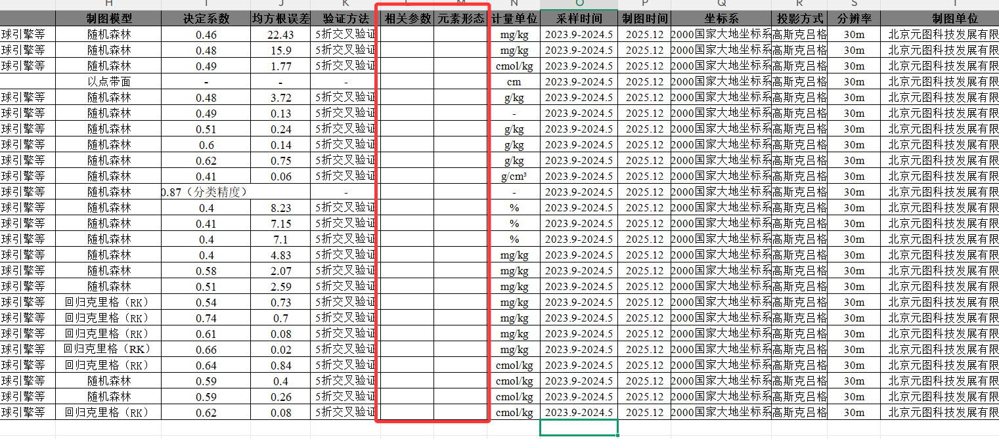 H I J K L M N O P Q R S T
制图模型 决定系数 均方根误差 验证方法 相关参数 元素形态 计量单位 采样时间 制图时间 坐标系 投影方式 分辨率 制图单位
球引擎等 随机森林 0.46 22.43 5折交叉验证 mg/kg 2023.9-2024.5 2025.12 2000国家大地坐标系 高斯克吕格 30m 北京元图科技发展有限
球引擎等 随机森林 0.48 15.9 5折交叉验证 mg/kg 2023.9-2024.5 2025.12 2000国家大地坐标系 高斯克吕格 30m 北京元图科技发展有限
球引擎等 随机森林 0.49 1.77 5折交叉验证 cmol/kg 2023.9-2024.5 2025.12 2000国家大地坐标系 高斯克吕格 30m 北京元图科技发展有限
以点带面 - - - cm 2023.9-2024.5 2025.12 2000国家大地坐标系 高斯克吕格 30m 北京元图科技发展有限
球引擎等 随机森林 0.48 3.72 5折交叉验证 g/kg 2023.9-2024.5 2025.12 2000国家大地坐标系 高斯克吕格 30m 北京元图科技发展有限
球引擎等 随机森林 0.49 0.13 5折交叉验证 - 2023.9-2024.5 2025.12 2000国家大地坐标系 高斯克吕格 30m 北京元图科技发展有限
球引擎等 随机森林 0.51 0.24 5折交叉验证 g/kg 2023.9-2024.5 2025.12 2000国家大地坐标系 高斯克吕格 30m 北京元图科技发展有限
球引擎等 随机森林 0.6 0.14 5折交叉验证 g/kg 2023.9-2024.5 2025.12 2000国家大地坐标系 高斯克吕格 30m 北京元图科技发展有限
球引擎等 随机森林 0.62 0.75 5折交叉验证 g/kg 2023.9-2024.5 2025.12 2000国家大地坐标系 高斯克吕格 30m 北京元图科技发展有限
球引擎等 随机森林 0.41 0.06 5折交叉验证 g/cm³ 2023.9-2024.5 2025.12 2000国家大地坐标系 高斯克吕格 30m 北京元图科技发展有限
球引擎等 随机森林 0.87（分类精度） - - 2023.9-2024.5 2025.12 2000国家大地坐标系 高斯克吕格 30m 北京元图科技发展有限
球引擎等 随机森林 0.4 8.23 5折交叉验证 % 2023.9-2024.5 2025.12 2000国家大地坐标系 高斯克吕格 30m 北京元图科技发展有限
球引擎等 随机森林 0.41 7.15 5折交叉验证 % 2023.9-2024.5 2025.12 2000国家大地坐标系 高斯克吕格 30m 北京元图科技发展有限
球引擎等 随机森林 0.4 7.1 5折交叉验证 % 2023.9-2024.5 2025.12 2000国家大地坐标系 高斯克吕格 30m 北京元图科技发展有限
球引擎等 随机森林 0.4 4.83 5折交叉验证 mg/kg 2023.9-2024.5 2025.12 2000国家大地坐标系 高斯克吕格 30m 北京元图科技发展有限
球引擎等 随机森林 0.58 2.07 5折交叉验证 mg/kg 2023.9-2024.5 2025.12 2000国家大地坐标系 高斯克吕格 30m 北京元图科技发展有限
球引擎等 随机森林 0.51 2.59 5折交叉验证 mg/kg 2023.9-2024.5 2025.12 2000国家大地坐标系 高斯克吕格 30m 北京元图科技发展有限
球引擎等 回归克里格（RK） 0.54 0.73 5折交叉验证 mg/kg 2023.9-2024.5 2025.12 2000国家大地坐标系 高斯克吕格 30m 北京元图科技发展有限
球引擎等 回归克里格（RK） 0.74 0.7 5折交叉验证 mg/kg 2023.9-2024.5 2025.12 2000国家大地坐标系 高斯克吕格 30m 北京元图科技发展有限
球引擎等 回归克里格（RK） 0.61 0.08 5折交叉验证 mg/kg 2023.9-2024.5 2025.12 2000国家大地坐标系 高斯克吕格 30m 北京元图科技发展有限
球引擎等 回归克里格（RK） 0.66 0.02 5折交叉验证 mg/kg 2023.9-2024.5 2025.12 2000国家大地坐标系 高斯克吕格 30m 北京元图科技发展有限
球引擎等 回归克里格（RK） 0.64 0.84 5折交叉验证 cmol/kg 2023.9-2024.5 2025.12 2000国家大地坐标系 高斯克吕格 30m 北京元图科技发展有限
球引擎等 随机森林 0.59 0.4 5折交叉验证 cmol/kg 2023.9-2024.5 2025.12 2000国家大地坐标系 高斯克吕格 30m 北京元图科技发展有限
球引擎等 随机森林 0.59 0.26 5折交叉验证 cmol/kg 2023.9-2024.5 2025.12 2000国家大地坐标系 高斯克吕格 30m 北京元图科技发展有限
球引擎等 回归克里格（RK） 0.62 0.08 5折交叉验证 cmol/kg 2023.9-2024.5 2025.12 2000国家大地坐标系 高斯克吕格 30m 北京元图科技发展有限